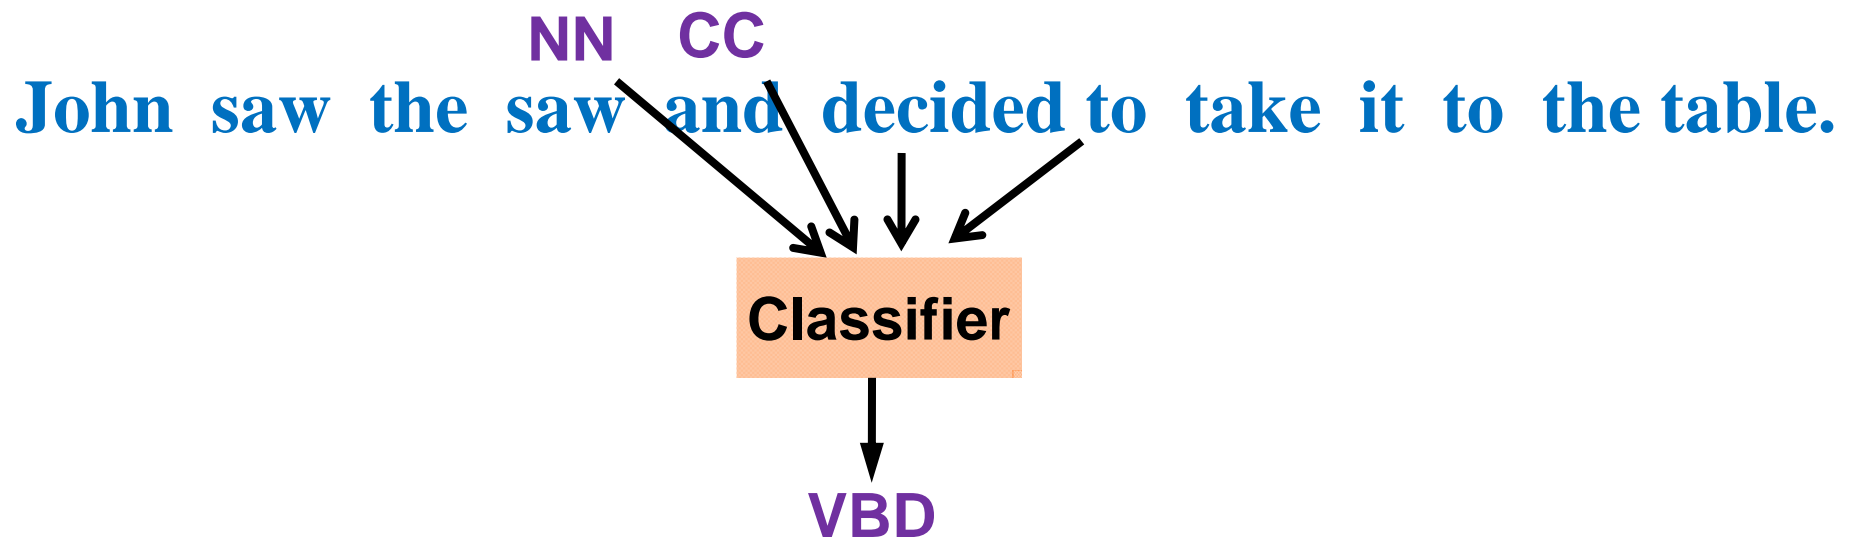 NN CC
John saw the saw and decided to take it to the table.
Classifier
VBD